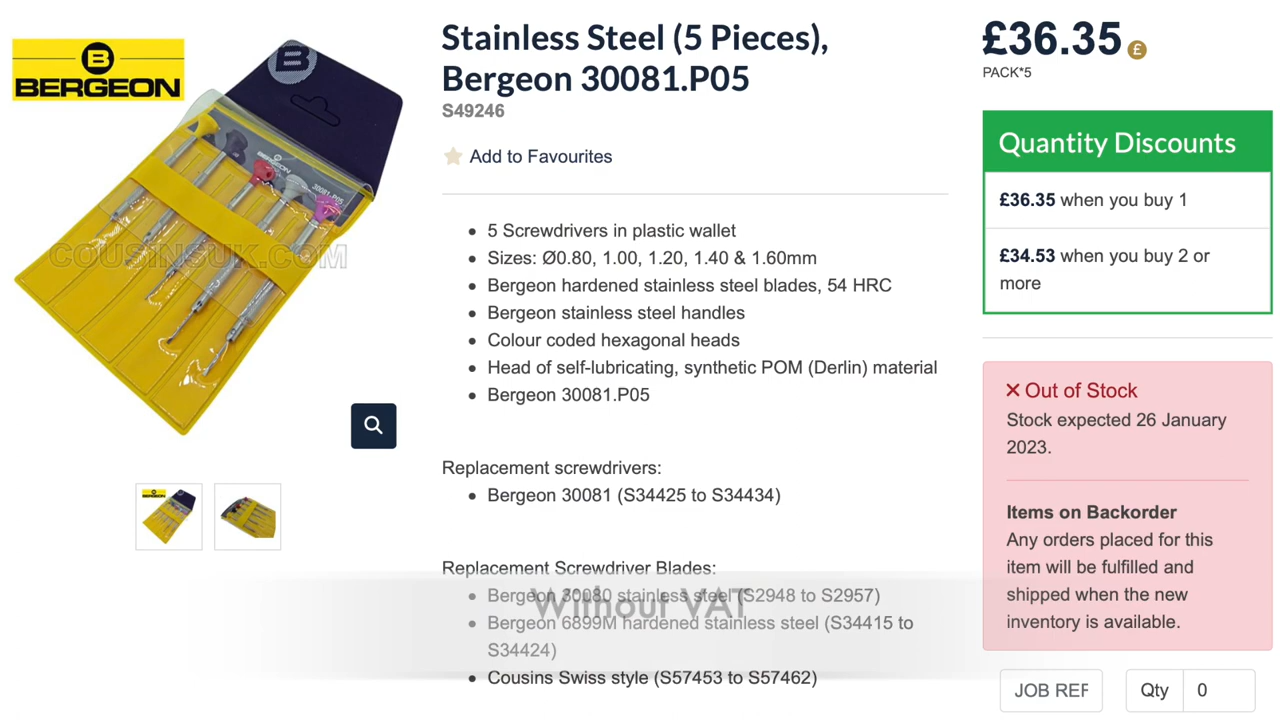 BERGEON
BERGEON
30081-P05
COUSINSUK.COM
Stainless Steel (5 Pieces),
Bergeon 30081.P05
S49246
Add to Favourites
5 Screwdrivers in plastic wallet
Sizes: Ø0.80, 1.00, 1.20, 1.40 & 1.60mm
Bergeon hardened stainless steel blades, 54 HRC
Bergeon stainless steel handles
Colour coded hexagonal heads
Head of self-lubricating, synthetic POM (Derlin) material
Bergeon 30081.P05
Replacement screwdrivers:
Bergeon 30081 (S34425 to S34434)
Replacement Screwdriver Blades:
Bergeon 30080 stainless steel (S2948 to S2957)
Bergeon 6899M hardened stainless steel (S34415 to
S34424)
Cousins Swiss style (S57453 to S57462)
Without VAT
£36.35 £
PACK*5
Quantity Discounts
£36.35 when you buy 1
£34.53 when you buy 2 or
more
Out of Stock
Stock expected 26 January
2023.
Items on Backorder
Any orders placed for this
item will be fulfilled and
shipped when the new
inventory is available.
JOB REF
Qty 0